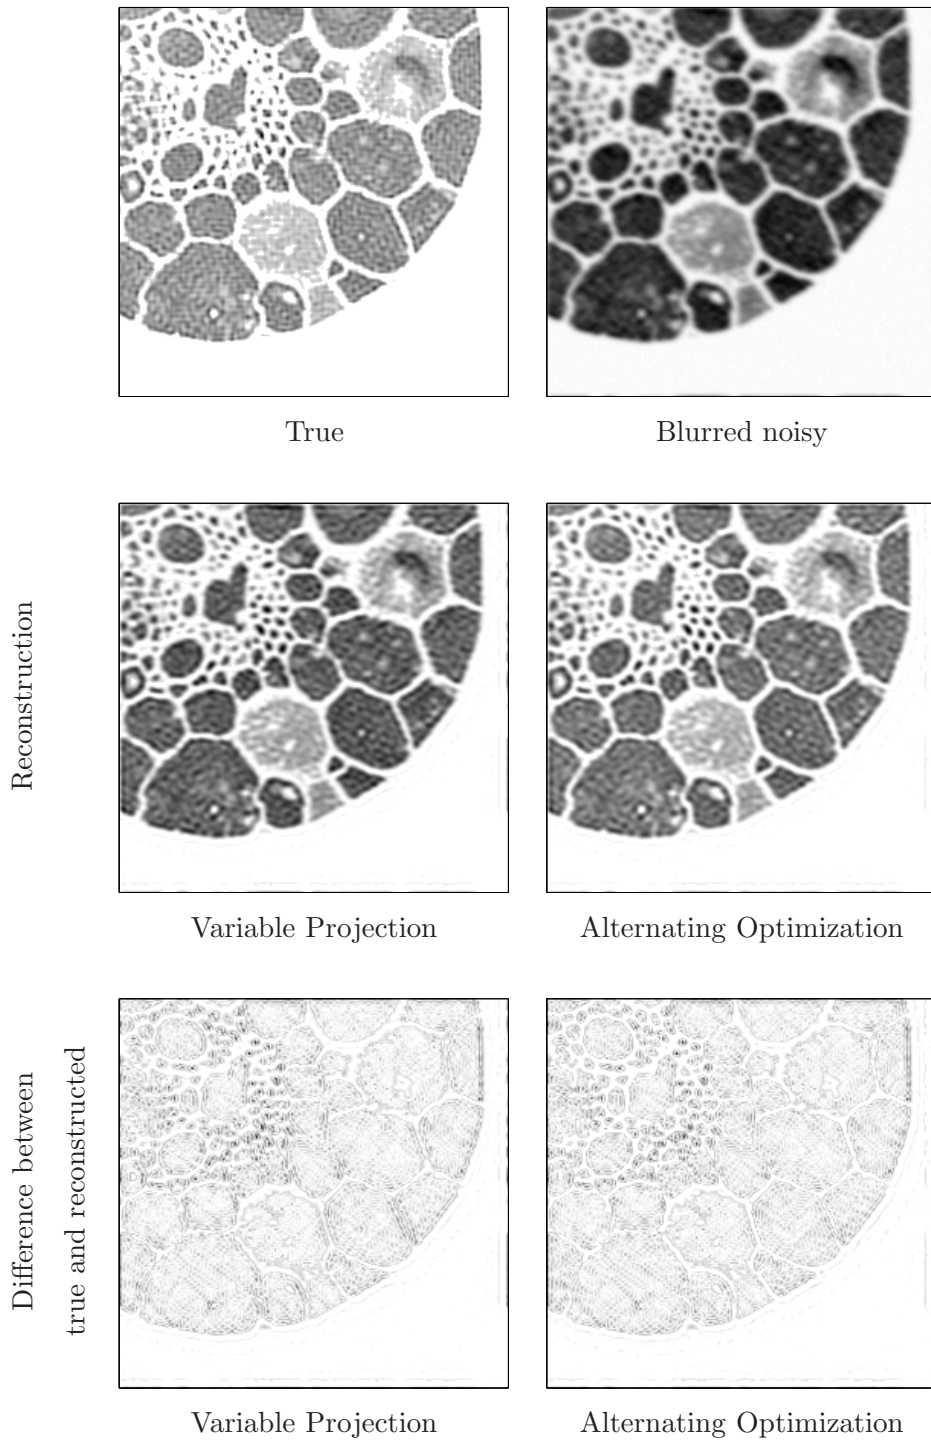 True
Blurred noisy
Reconstruction
Variable Projection
Alternating Optimization
Difference between
true and reconstructed
Variable Projection
Alternating Optimization